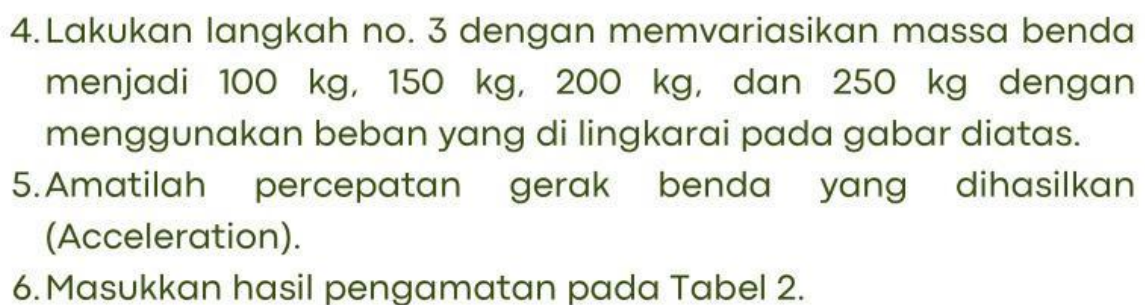 4. Lakukan langkah no. 3 dengan memvariasikan massa benda
menjadi 100 kg, 150 kg, 200 kg, dan 250 kg dengan
menggunakan beban yang di lingkarai pada gabar diatas.
5. Amatilah percepatan gerak benda yang dihasilkan
(Acceleration).
6. Masukkan hasil pengamatan pada Tabel 2.